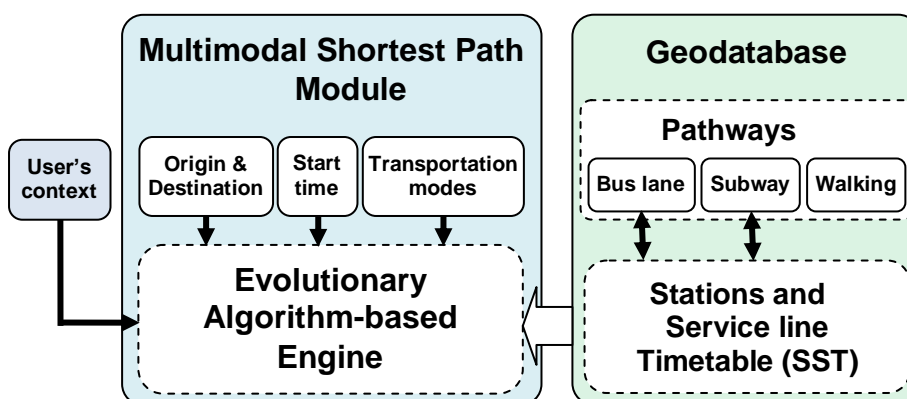 Multimodal Shortest Path
Module
Geodatabase
Pathways
User's
context
Origin &
Destination
Start
time
Transportation
modes
Bus lane
Subway
Walking
Evolutionary
Algorithm-based
Engine
Stations and
Service line
Timetable (SST)